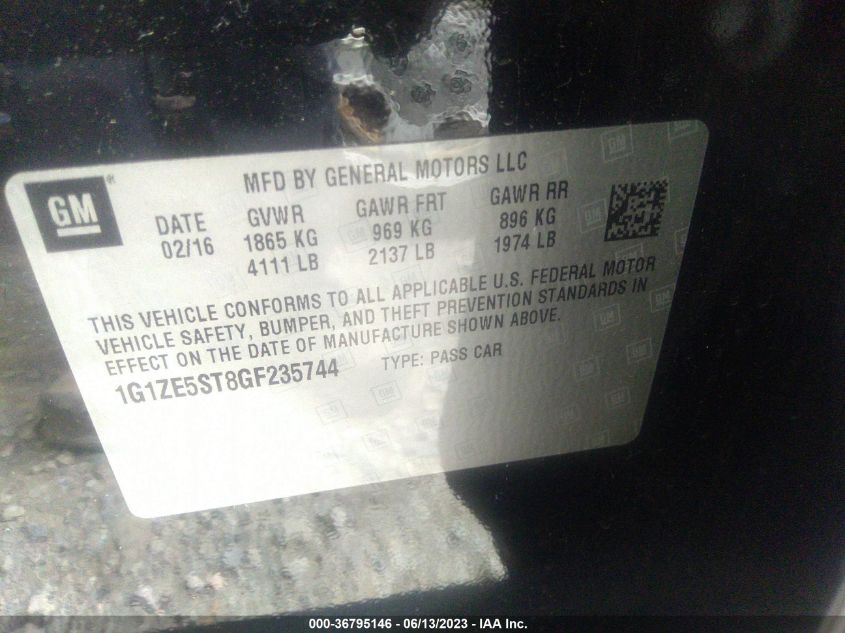 GM®
MFD BY GENERAL MOTORS LLC
DATE GVWR GAWR FRT GAWR RR
02/16 1865 KG 969 KG 896 KG
4111 LB 2137 LB 1974 LB
THIS VEHICLE CONFORMS TO ALL APPLICABLE U.S. FEDERAL MOTOR
VEHICLE SAFETY, BUMPER, AND THEFT PREVENTION STANDARDS IN
EFFECT ON THE DATE OF MANUFACTURE SHOWN ABOVE.
1G1ZE5ST8GF235744 TYPE: PASS CAR
000-36795146 - 06/13/2023 - IAA Inc.